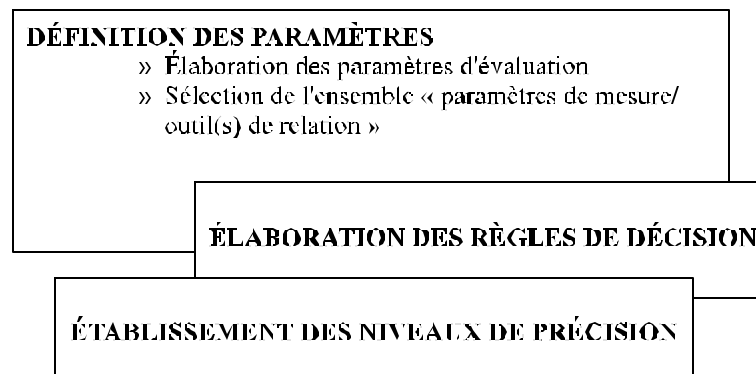 DÉFINITION DES PARAMÈTRES
» Élaboration des paramètres d'évaluation
» Sélection de l'ensemble « paramètres de mesure/
outil(s) de relation »
ÉLABORATION DES RÈGLES DE DÉCISION
ÉTABLISSEMENT DES NIVEAUX DE PRÉCISION